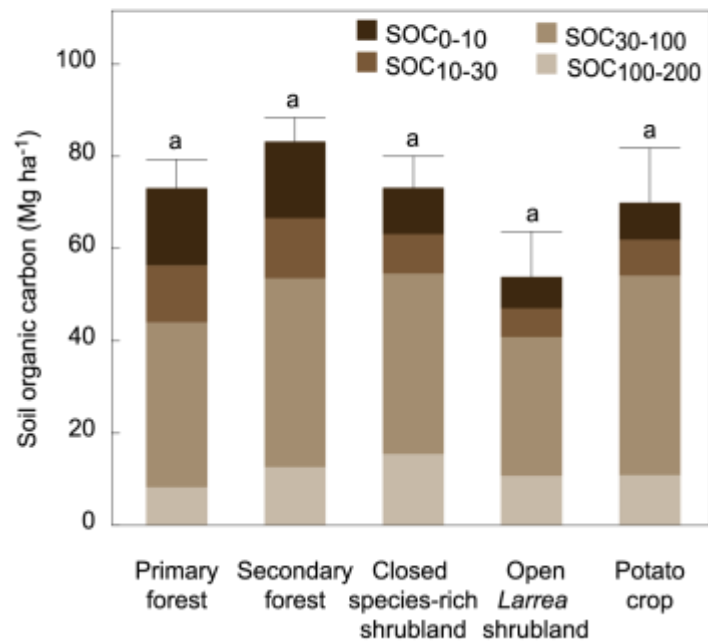 SOC0-10
SOC10-30
SOC30-100
SOC100-200
Soil organic carbon (Mg ha-1)
100
80
60
40
20
0
a
a
a
a
a
Primary
forest
Secondary
forest
Closed
species-rich
shrubland
Open
Larrea
shrubland
Potato
crop